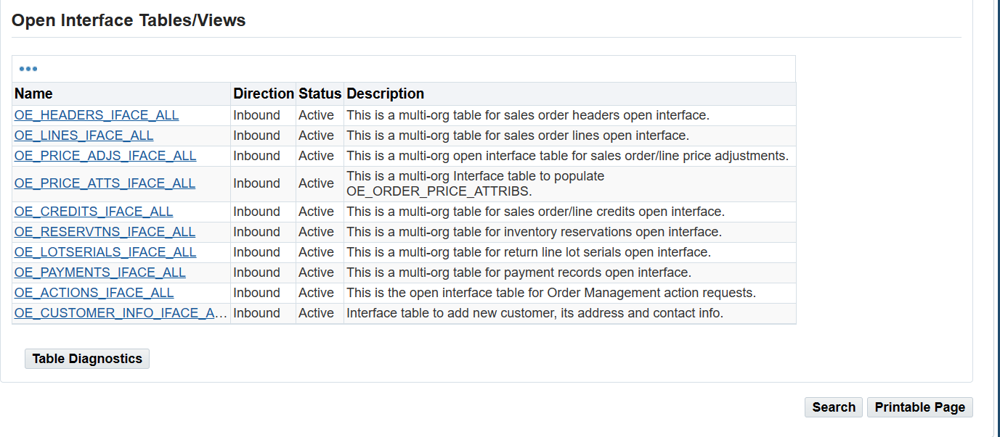 Open Interface Tables/Views
Name Direction Status Description
OE_HEADERS_IFACE_ALL Inbound Active This is a multi-org table for sales order headers open interface.
OE_LINES_IFACE_ALL Inbound Active This is a multi-org table for sales order lines open interface.
OE_PRICE_ADJS_IFACE_ALL Inbound Active This is a multi-org open interface table for sales order/line price adjustments.
OE_PRICE_ATTS_IFACE_ALL Inbound Active This is a multi-org Interface table to populate
OE_ORDER_PRICE_ATTRIBS.
OE_CREDITS_IFACE_ALL Inbound Active This is a multi-org table for sales order/line credits open interface.
OE_RESERVTNS_IFACE_ALL Inbound Active This is a multi-org table for inventory reservations open interface.
OE_LOTSERIALS_IFACE_ALL Inbound Active This is a multi-org table for return line lot serials open interface.
OE_PAYMENTS_IFACE_ALL Inbound Active This is a multi-org table for payment records open interface.
OE_ACTIONS_IFACE_ALL Inbound Active This is the open interface table for Order Management action requests.
OE_CUSTOMER_INFO_IFACE_A... Inbound Active Interface table to add new customer, its address and contact info.
Table Diagnostics
Search Printable Page